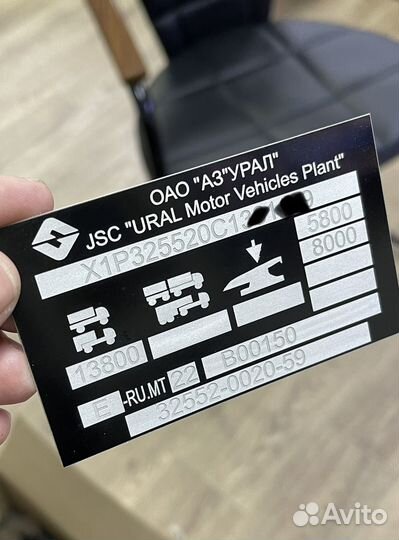 ОАО "АЗ"УРАЛ"
JSC "URAL Motor Vehicles Plant"
5800
8000
13800
E -RU.MT 22 B00150
32552-0020-59
Avito